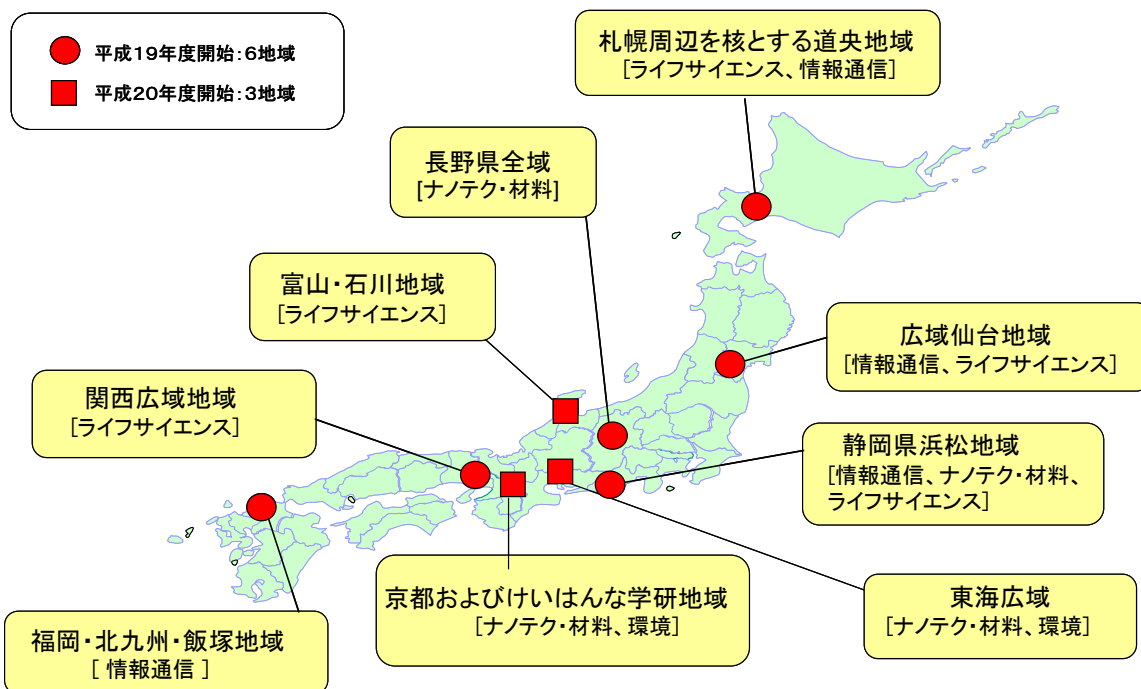 平成19年度開始:6地域
平成20年度開始:3地域
札幌周辺を核とする道央地域
[ライフサイエンス、情報通信]
長野県全域
[ナノテク・材料]
富山・石川地域
[ライフサイエンス]
広域仙台地域
[情報通信、ライフサイエンス]
関西広域地域
[ライフサイエンス]
静岡県浜松地域
[情報通信、ナノテク・材料、
ライフサイエンス]
京都およびけいはんな学研地域
[ナノテク・材料、環境]
東海広域
[ナノテク・材料、環境]
福岡・北九州・飯塚地域
[ 情報通信 ]